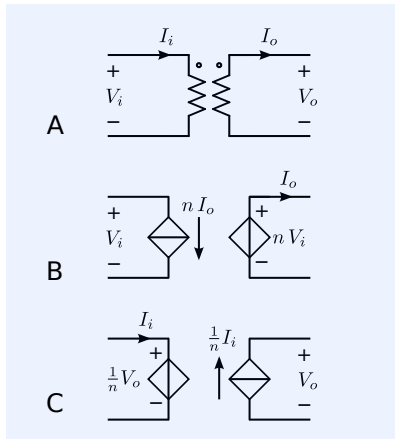 I_i I_o
+ +
V_i V_o
A
− −
n I_o I_o
+ +
V_i n V_i
B
− −
I_i 1/n I_i
+ +
1/n V_o V_o
C
− −